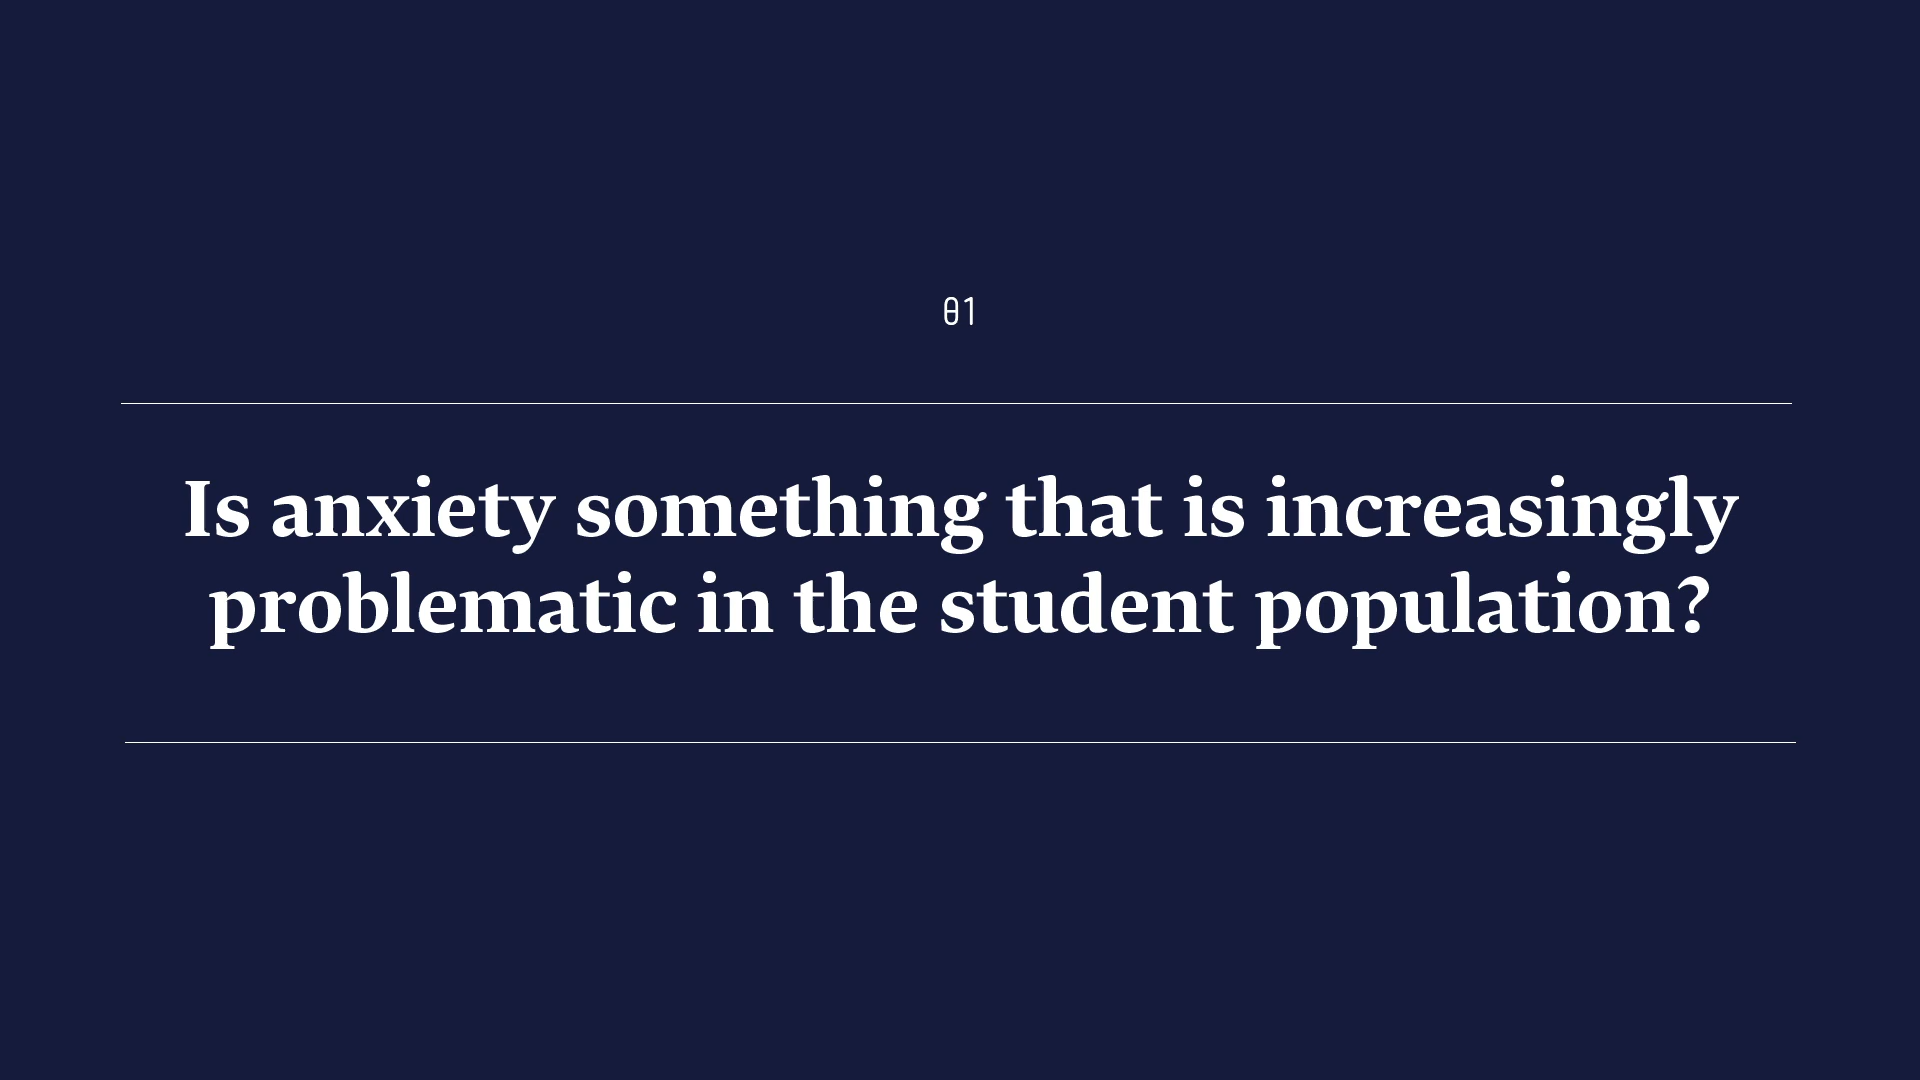 01
Is anxiety something that is increasingly
problematic in the student population?